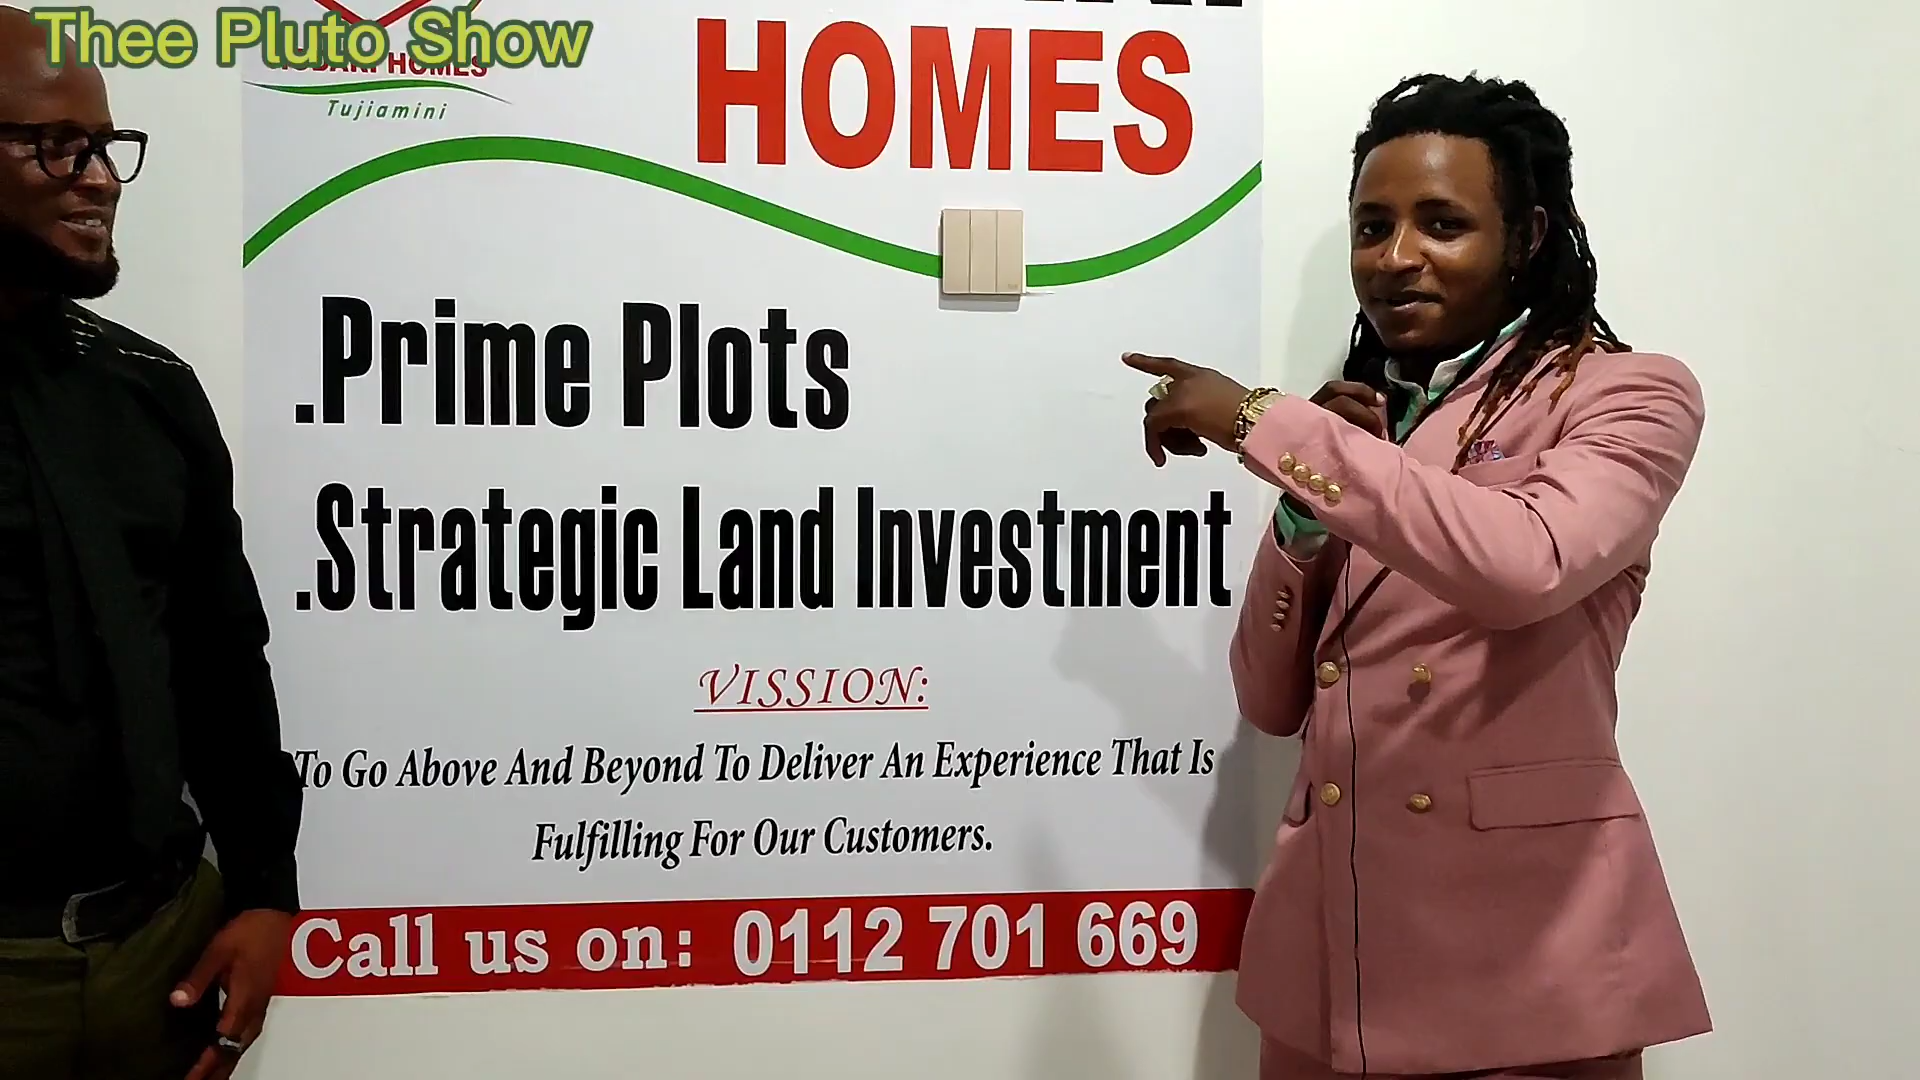 Thee Pluto Show
HOMES
Tujiamini
HOMES
.Prime Plots
.Strategic Land Investment
VISSION:
To Go Above And Beyond To Deliver An Experience That Is
Fulfilling For Our Customers.
Call us on: 0112 701 669